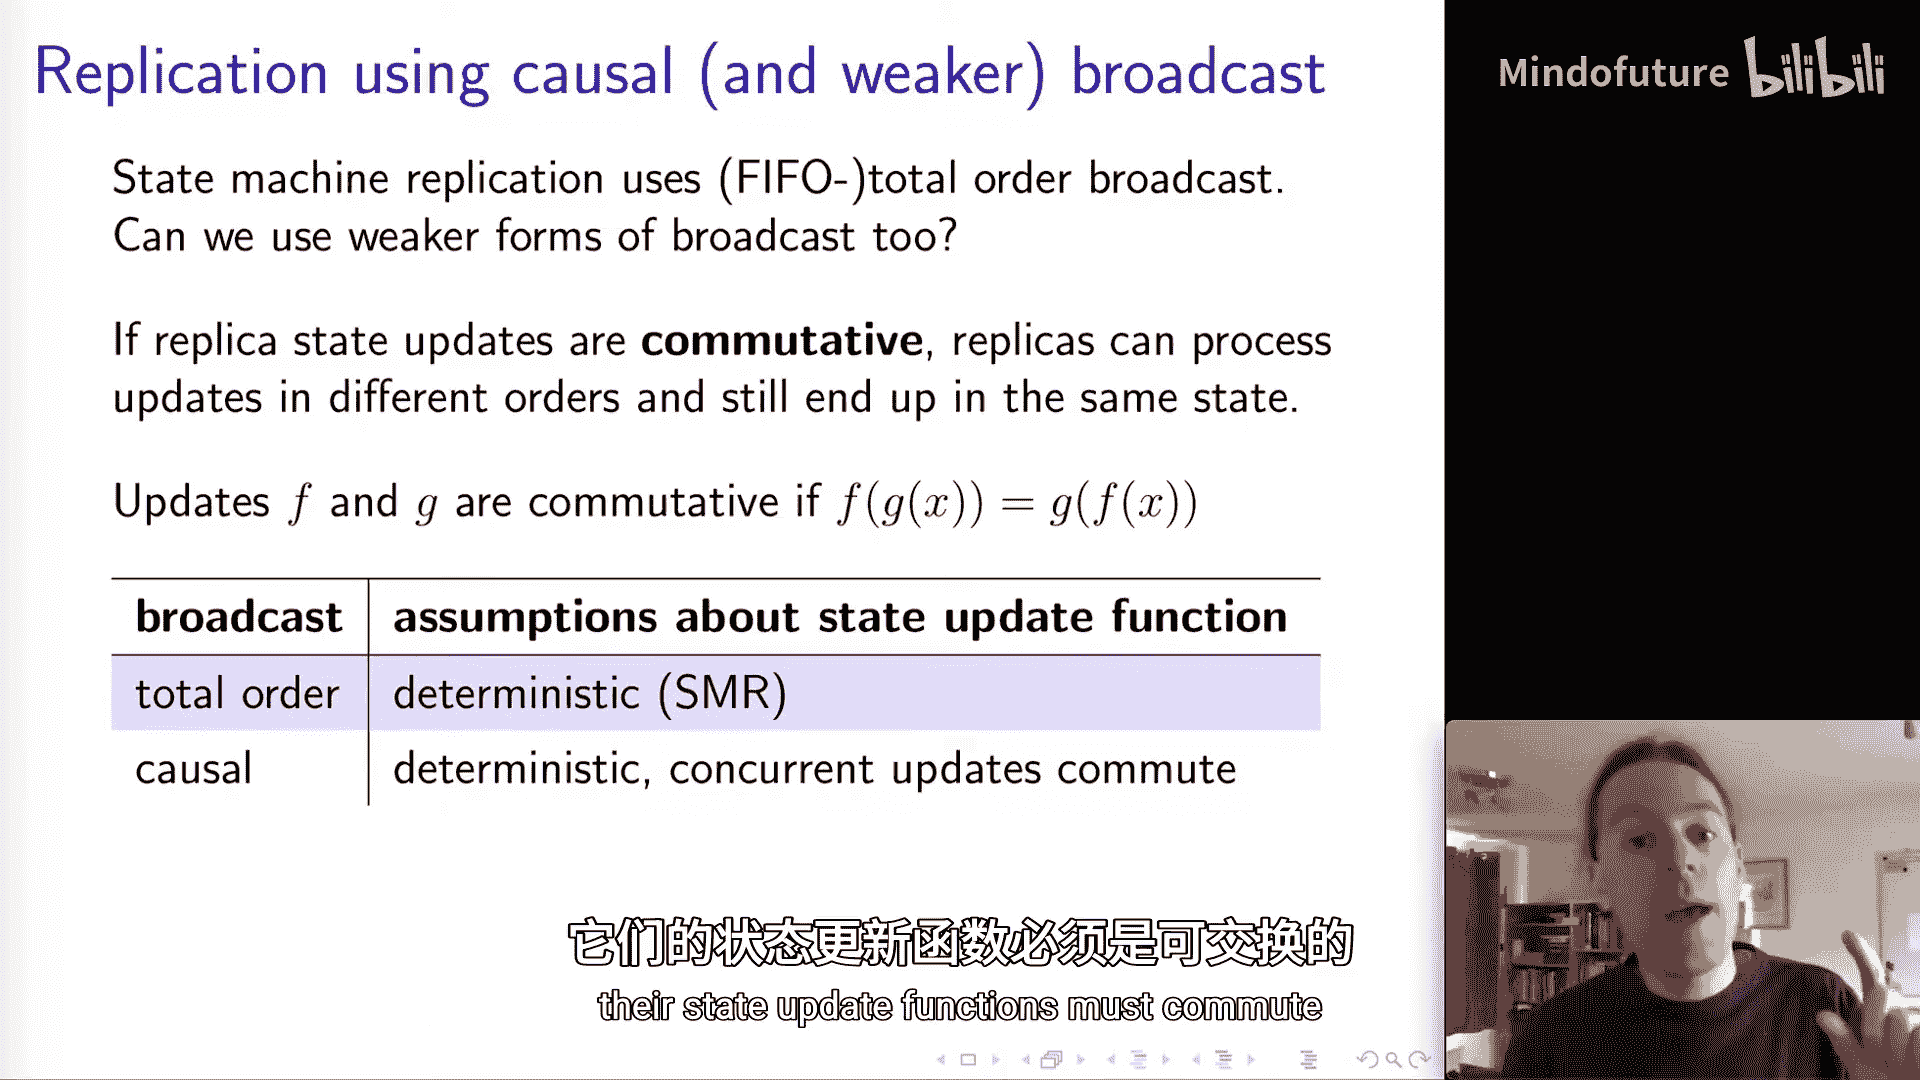 Replication using causal (and weaker) broadcast
Mindofuture bilibili
State machine replication uses (FIFO-)total order broadcast.
Can we use weaker forms of broadcast too?
If replica state updates are commutative, replicas can process
updates in different orders and still end up in the same state.
Updates f and g are commutative if f(g(x)) = g(f(x))
broadcast assumptions about state update function
total order deterministic (SMR)
causal deterministic, concurrent updates commute
它们的状态更新函数必须是可交换的
their state update functions must commute